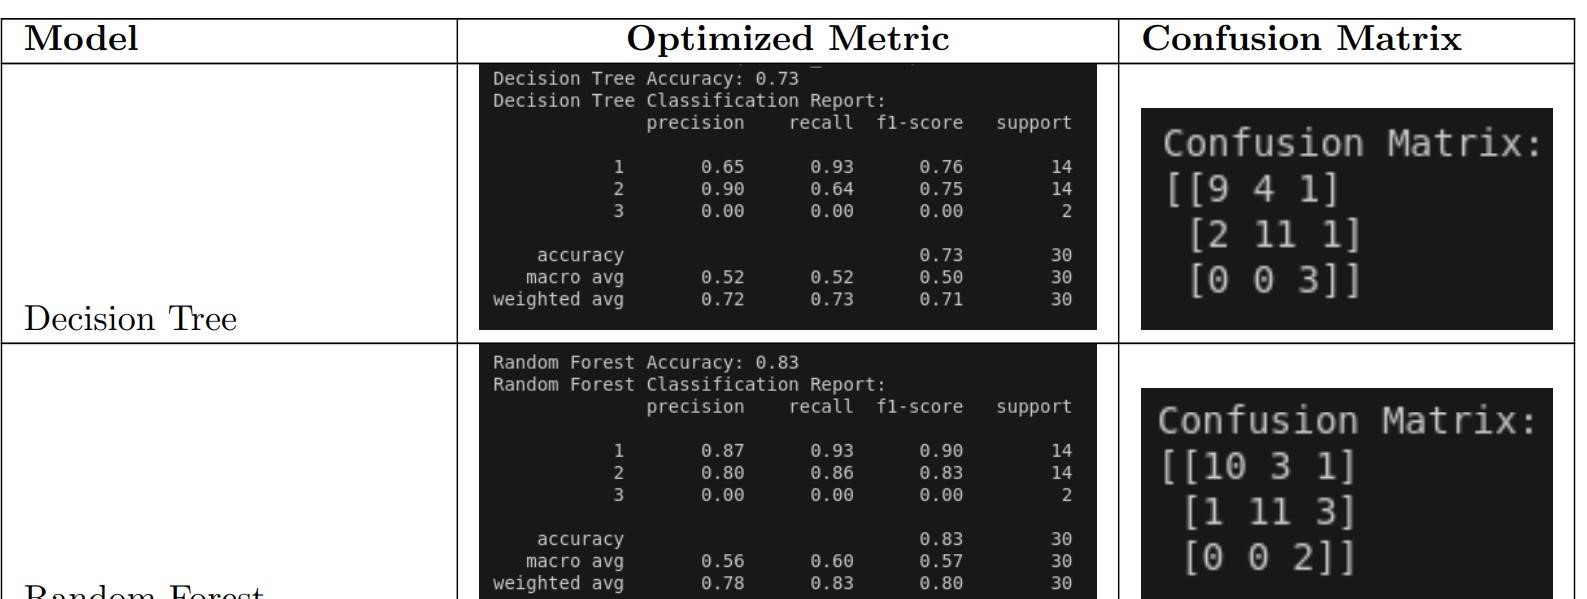 Model Optimized Metric Confusion Matrix
Decision Tree Accuracy: 0.73
Decision Tree Classification Report:
precision recall f1-score support
1 0.65 0.93 0.76 14
2 0.90 0.64 0.75 14
3 0.00 0.00 0.00 2
accuracy 0.73 30
macro avg 0.52 0.52 0.50 30
weighted avg 0.72 0.73 0.71 30
Confusion Matrix:
[[9 4 1]
[2 11 1]
[0 0 3]]
Decision Tree
Random Forest Accuracy: 0.83
Random Forest Classification Report:
precision recall f1-score support
1 0.87 0.93 0.90 14
2 0.80 0.86 0.83 14
3 0.00 0.00 0.00 2
accuracy 0.83 30
macro avg 0.56 0.60 0.57 30
weighted avg 0.78 0.83 0.80 30
Confusion Matrix:
[[10 3 1]
[1 11 3]
[0 0 2]]
Random Forest